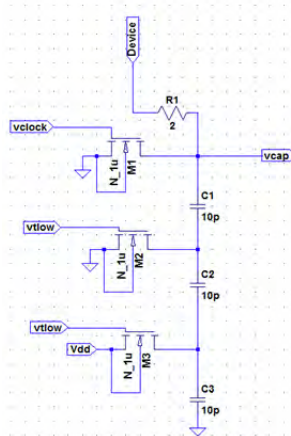 Device
R1
2
vclock
N_1u
M1
vcap
C1
10p
vtlow
N_1u
M2
C2
10p
vtlow
Vdd
N_1u
M3
C3
10p